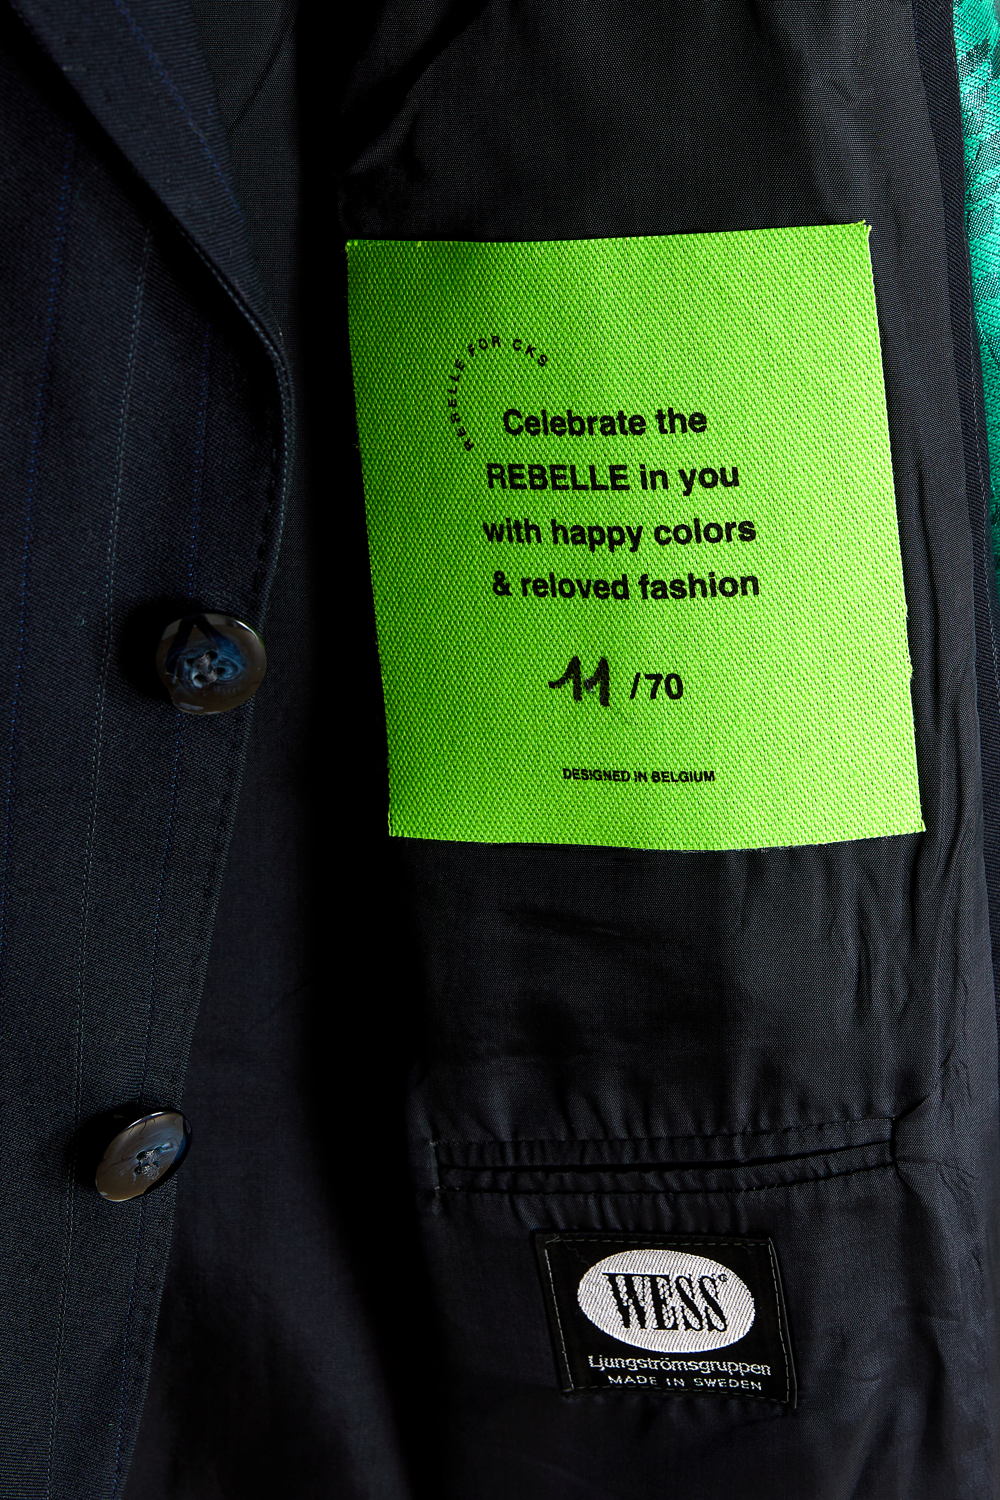 REBELLE FOR CKS
Celebrate the
REBELLE in you
with happy colors
& reloved fashion
11 /70
DESIGNED IN BELGIUM
WESS®
Ljungströmsgruppen
MADE IN SWEDEN